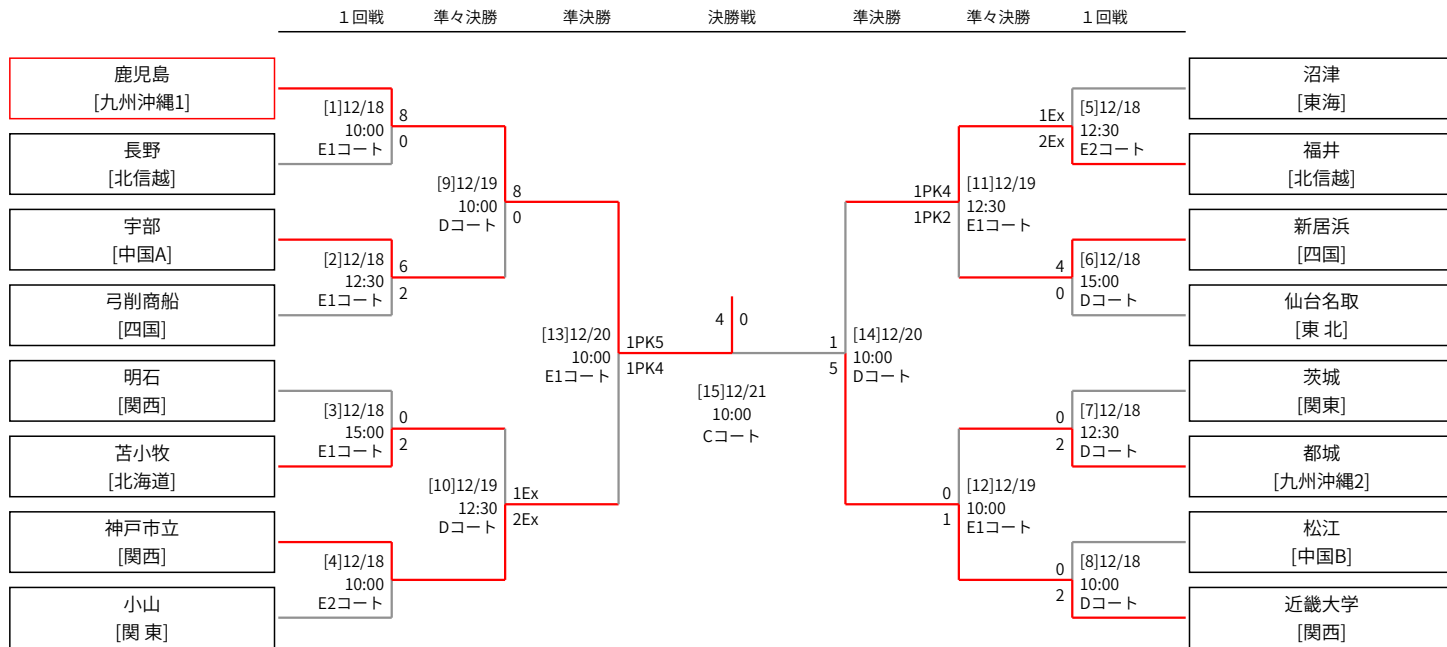 １回戦
準々決勝
準決勝
決勝戦
準決勝
準々決勝
１回戦
鹿児島
[九州沖縄1]
長野
[北信越]
宇部
[中国A]
弓削商船
[四国]
明石
[関西]
苫小牧
[北海道]
神戸市立
[関西]
小山
[関 東]
[1]12/18
10:00
E1コート
8
0
[2]12/18
12:30
E1コート
6
2
[3]12/18
15:00
E1コート
0
2
[4]12/18
10:00
E2コート
[9]12/19
10:00
Dコート
8
0
[10]12/19
12:30
Dコート
1Ex
2Ex
[13]12/20
10:00
E1コート
1PK5
1PK4
4
0
[15]12/21
10:00
Cコート
1
5
[14]12/20
10:00
Dコート
1PK4
1PK2
[11]12/19
12:30
E1コート
0
1
[12]12/19
10:00
E1コート
1Ex
2Ex
[5]12/18
12:30
E2コート
4
0
[6]12/18
15:00
Dコート
0
2
[7]12/18
12:30
Dコート
0
2
[8]12/18
10:00
Dコート
沼津
[東海]
福井
[北信越]
新居浜
[四国]
仙台名取
[東 北]
茨城
[関東]
都城
[九州沖縄2]
松江
[中国B]
近畿大学
[関西]